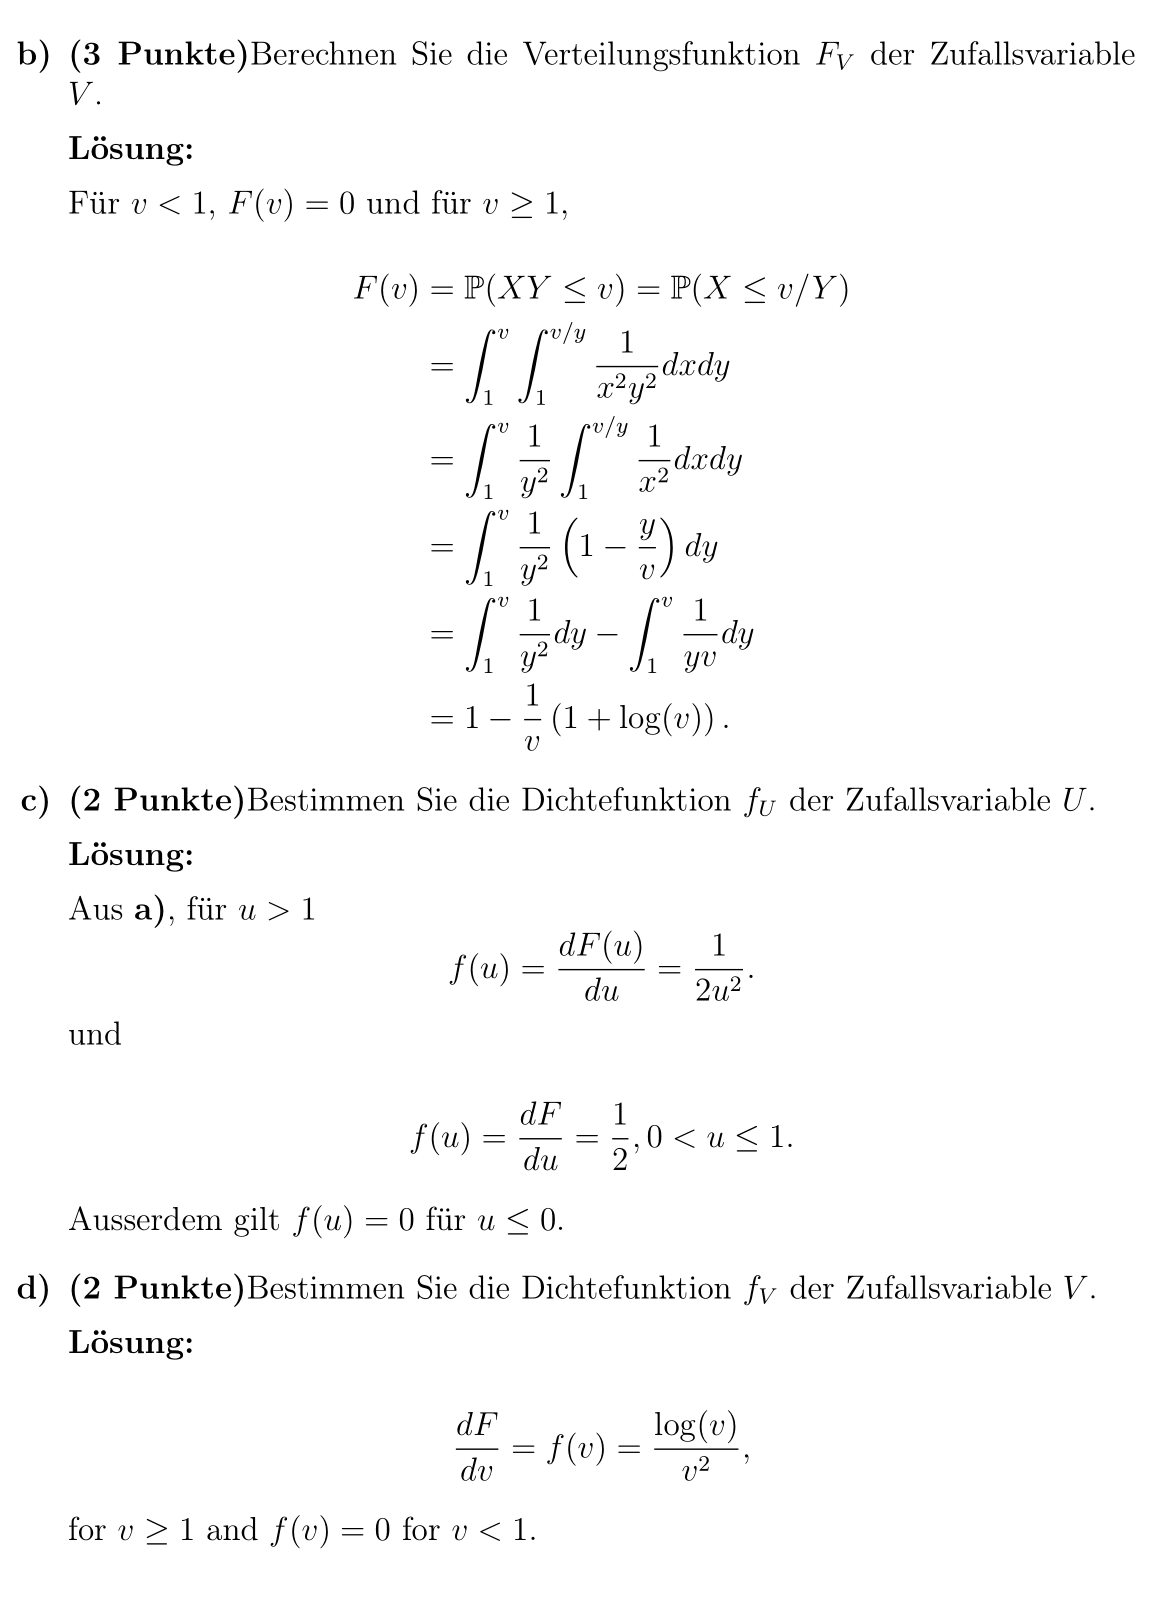 b) (3 Punkte)Berechnen Sie die Verteilungsfunktion $F_V$ der Zufallsvariable
$V$.
Lösung:
Für $v < 1$, $F(v) = 0$ und für $v \geq 1$,
$F(v) = \mathbb{P}(XY \leq v) = \mathbb{P}(X \leq v/Y)$
$= \int_1^v \int_1^{v/y} \frac{1}{x^2y^2} dxdy$
$= \int_1^v \frac{1}{y^2} \int_1^{v/y} \frac{1}{x^2} dxdy$
$= \int_1^v \frac{1}{y^2} \left(1 - \frac{y}{v}\right) dy$
$= \int_1^v \frac{1}{y^2} dy - \int_1^v \frac{1}{yv} dy$
$= 1 - \frac{1}{v} (1 + \log(v)).$
c) (2 Punkte)Bestimmen Sie die Dichtefunktion $f_U$ der Zufallsvariable $U$.
Lösung:
Aus a), für $u > 1$
$f(u) = \frac{dF(u)}{du} = \frac{1}{2u^2}.$
und
$f(u) = \frac{dF}{du} = \frac{1}{2}, 0 < u \leq 1.$
Ausserdem gilt $f(u) = 0$ für $u \leq 0$.
d) (2 Punkte)Bestimmen Sie die Dichtefunktion $f_V$ der Zufallsvariable $V$.
Lösung:
$\frac{dF}{dv} = f(v) = \frac{\log(v)}{v^2},$
for $v \geq 1$ and $f(v) = 0$ for $v < 1$.